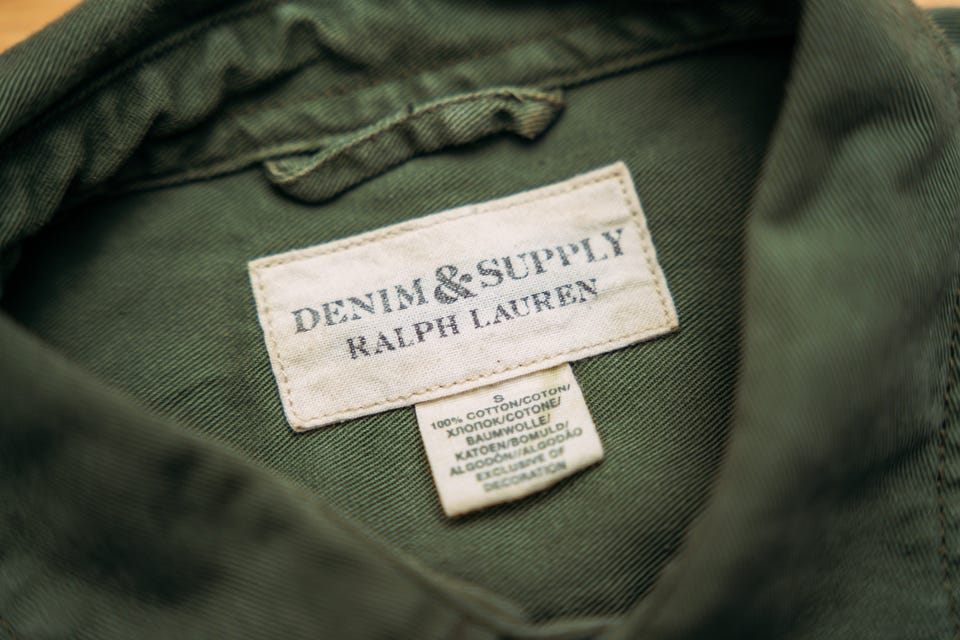 DENIM & SUPPLY
RALPH LAUREN
S
100% COTTON/COTON/
ХЛОПОК/COTONE/
BAUMWOLLE/
KATOEN/BOMULD/
ALGODÓN//ALGODÃO
EXCLUSIVE OF
DECORATION